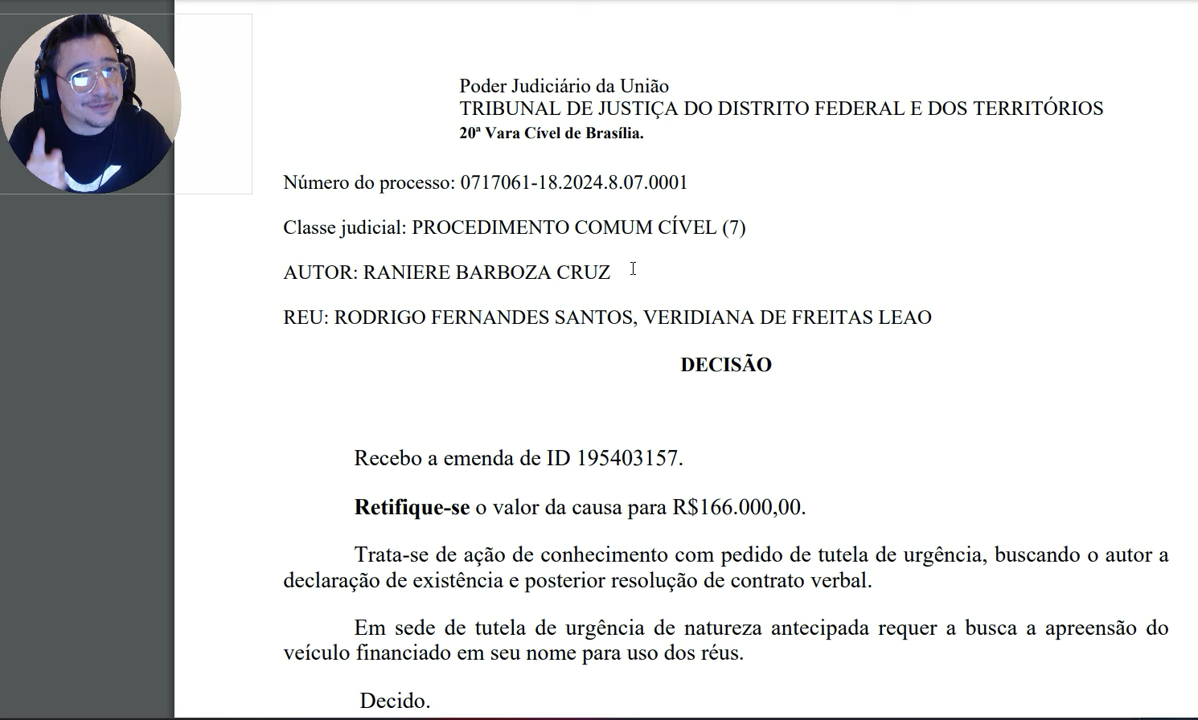 Poder Judiciário da União
TRIBUNAL DE JUSTIÇA DO DISTRITO FEDERAL E DOS TERRITÓRIOS
20ª Vara Cível de Brasília.
Número do processo: 0717061-18.2024.8.07.0001
Classe judicial: PROCEDIMENTO COMUM CÍVEL (7)
AUTOR: RANIERE BARBOZA CRUZ
REU: RODRIGO FERNANDES SANTOS, VERIDIANA DE FREITAS LEAO
DECISÃO
Recebo a emenda de ID 195403157.
Retifique-se o valor da causa para R$166.000,00.
Trata-se de ação de conhecimento com pedido de tutela de urgência, buscando o autor a
declaração de existência e posterior resolução de contrato verbal.
Em sede de tutela de urgência de natureza antecipada requer a busca a apreensão do
veículo financiado em seu nome para uso dos réus.
Decido.